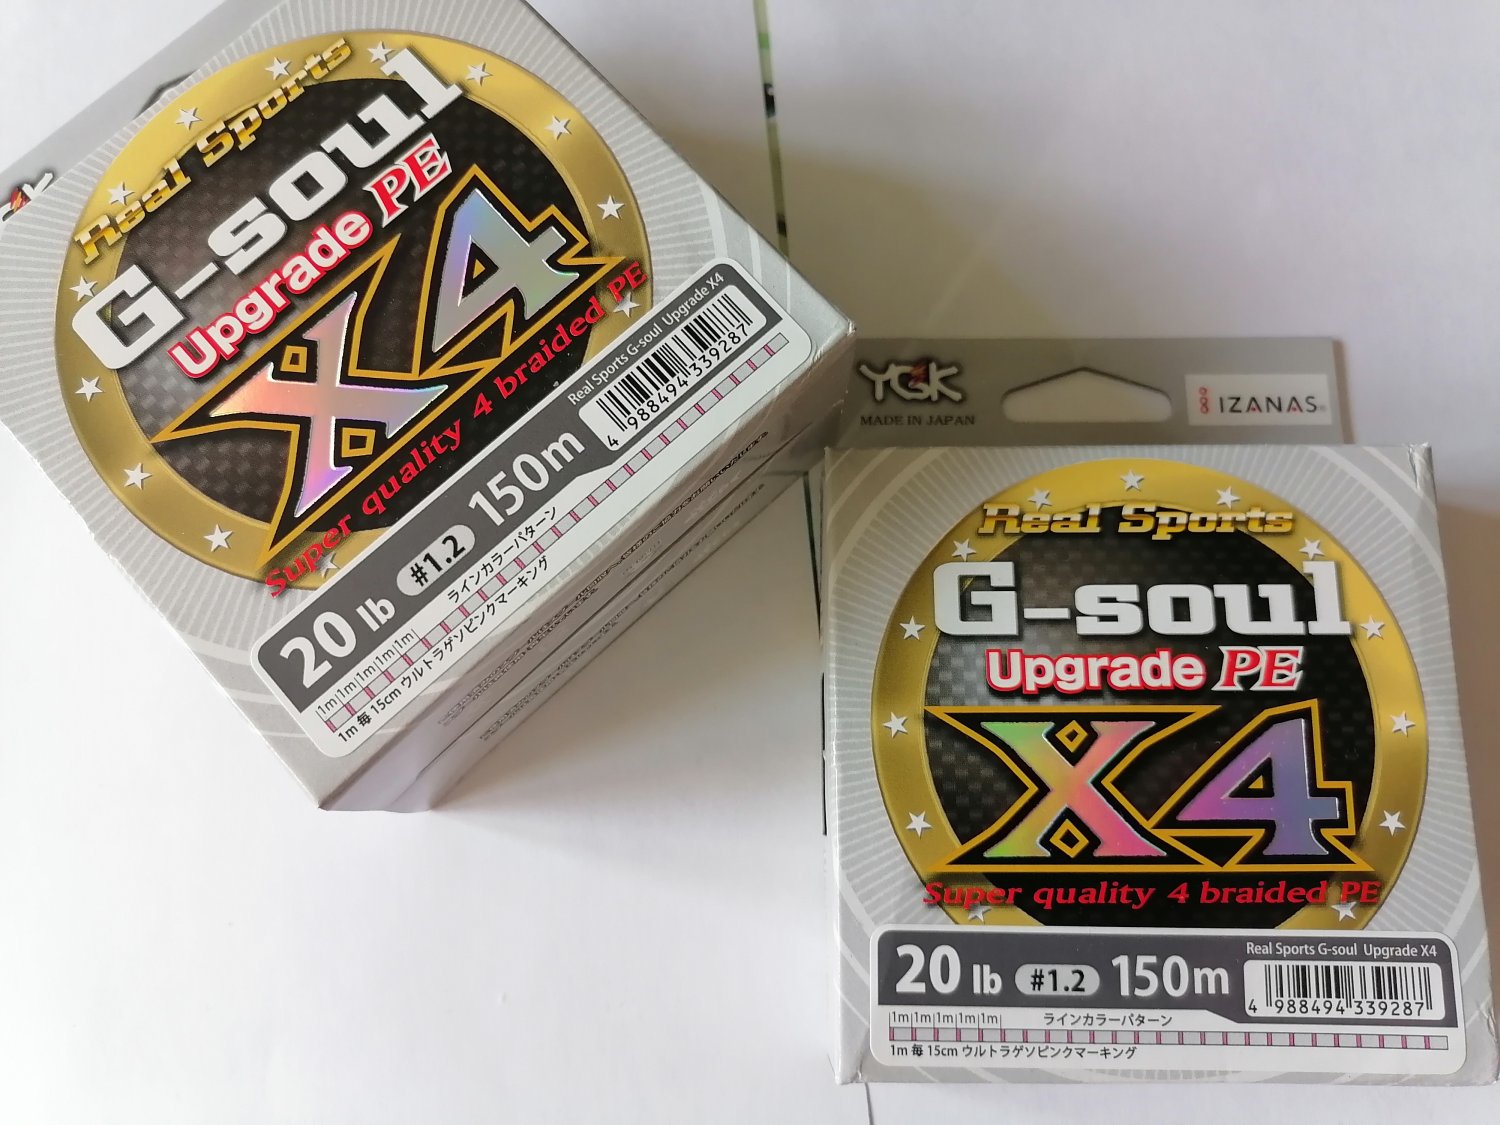 Real Sports
G-soul
Upgrade PE
X4
Super quality 4 braided PE
Real Sports G-soul Upgrade X4
20 lb #1.2 150m
4 988494 339287
1m 1m 1m 1m 1m ラインカラーパターン
1m 毎 15cm ウルトラゲソピンクマーキング
YGK
MADE IN JAPAN
IZANAS
Real Sports
G-soul
Upgrade PE
X4
Super quality 4 braided PE
Real Sports G-soul Upgrade X4
20 lb #1.2 150m
4 988494 339287
1m 1m 1m 1m 1m ラインカラーパターン
1m 毎 15cm ウルトラゲソピンクマーキング